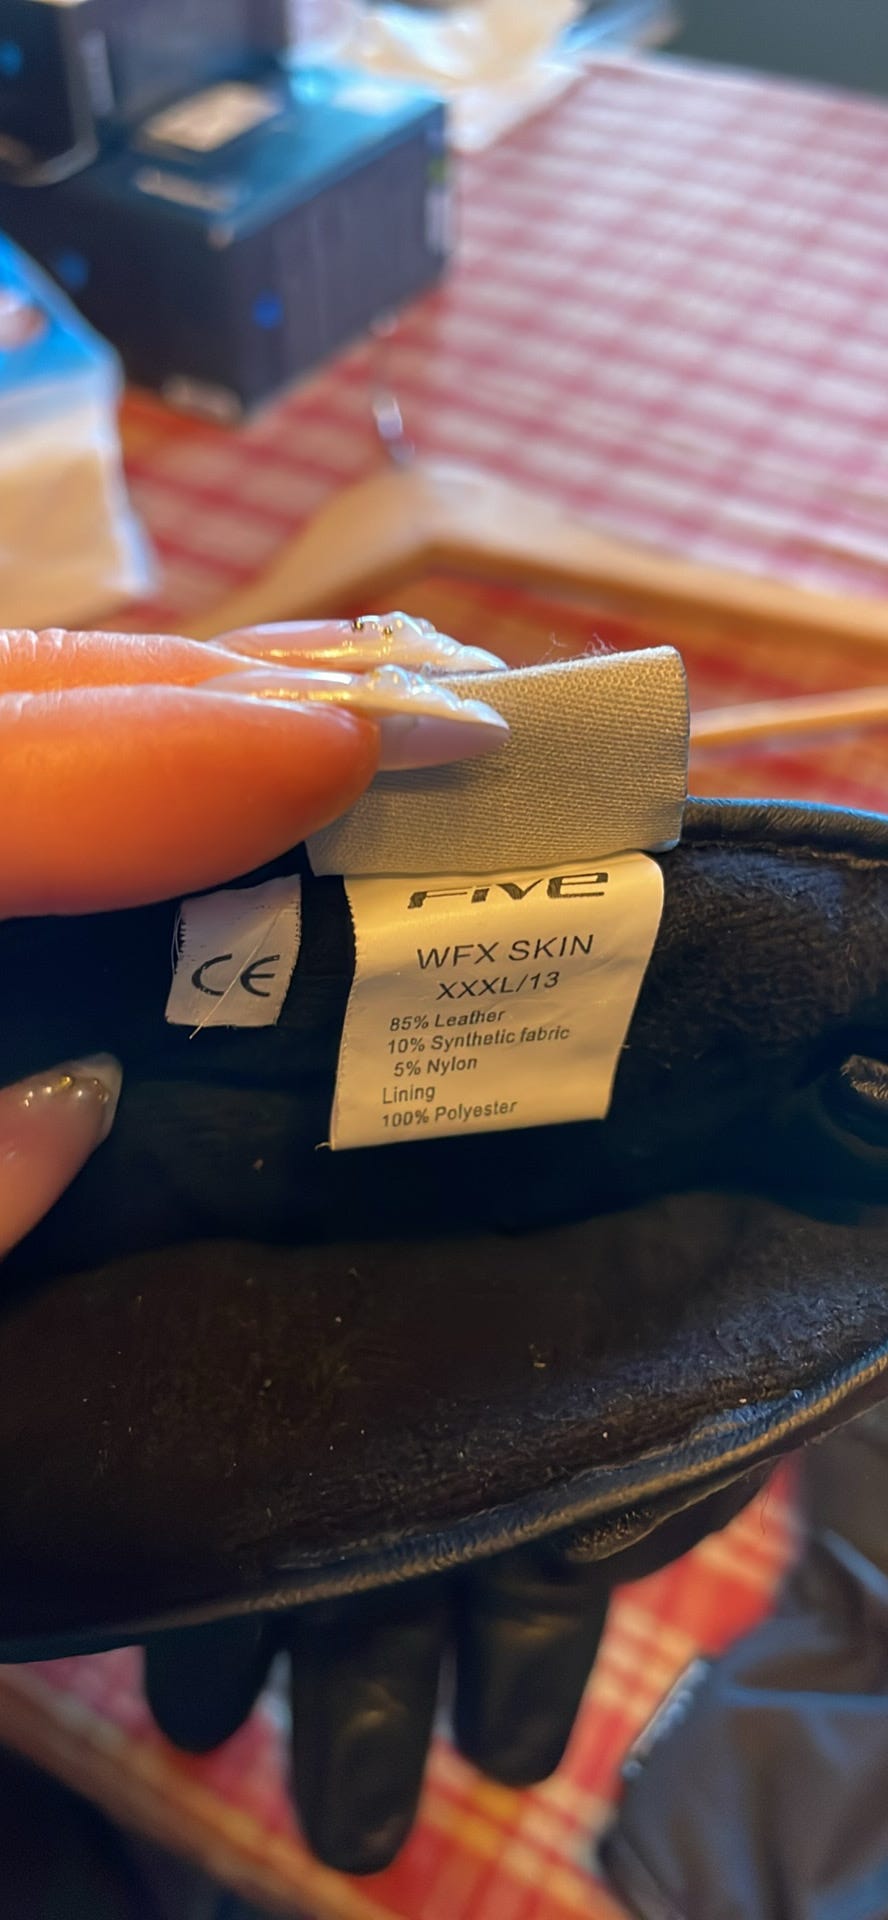 FIVE
WFX SKIN
XXXL/13
85% Leather
10% Synthetic fabric
5% Nylon
Lining
100% Polyester
CE